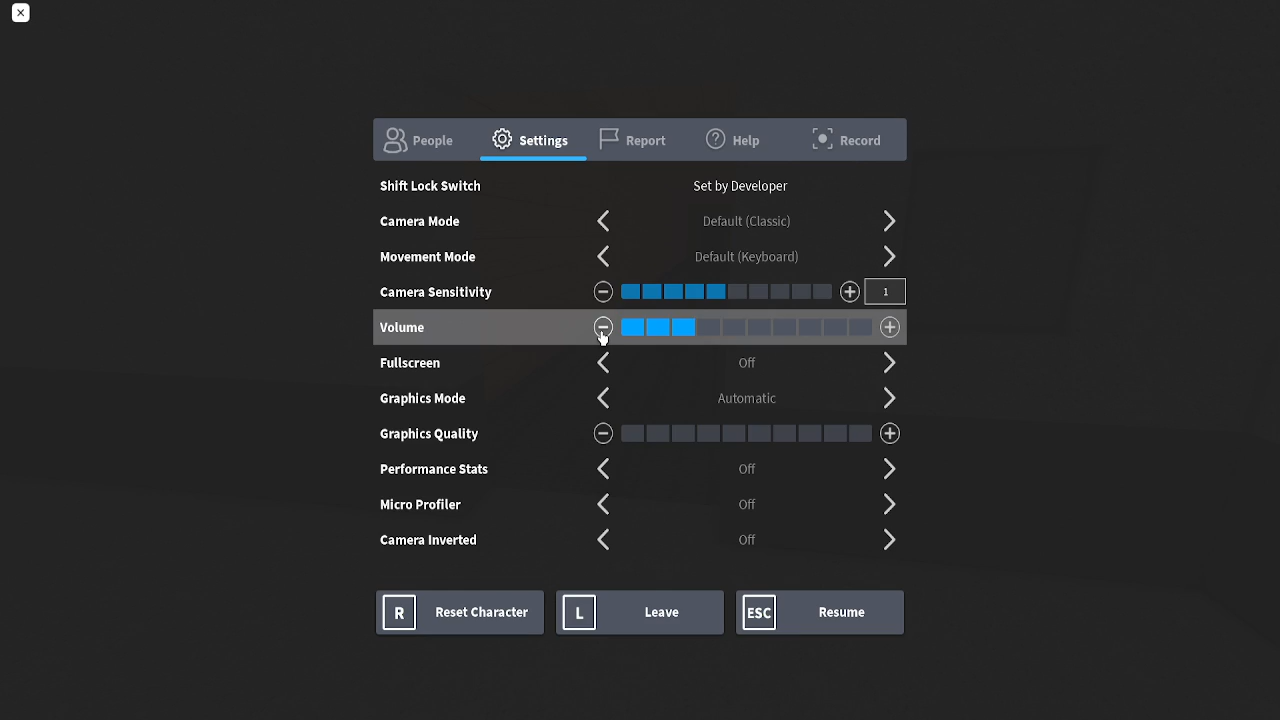 People
Settings
Report
Help
Record
Shift Lock Switch Set by Developer
Camera Mode Default (Classic)
Movement Mode Default (Keyboard)
Camera Sensitivity 1
Volume
Fullscreen Off
Graphics Mode Automatic
Graphics Quality
Performance Stats Off
Micro Profiler Off
Camera Inverted Off
R Reset Character
L Leave
ESC Resume